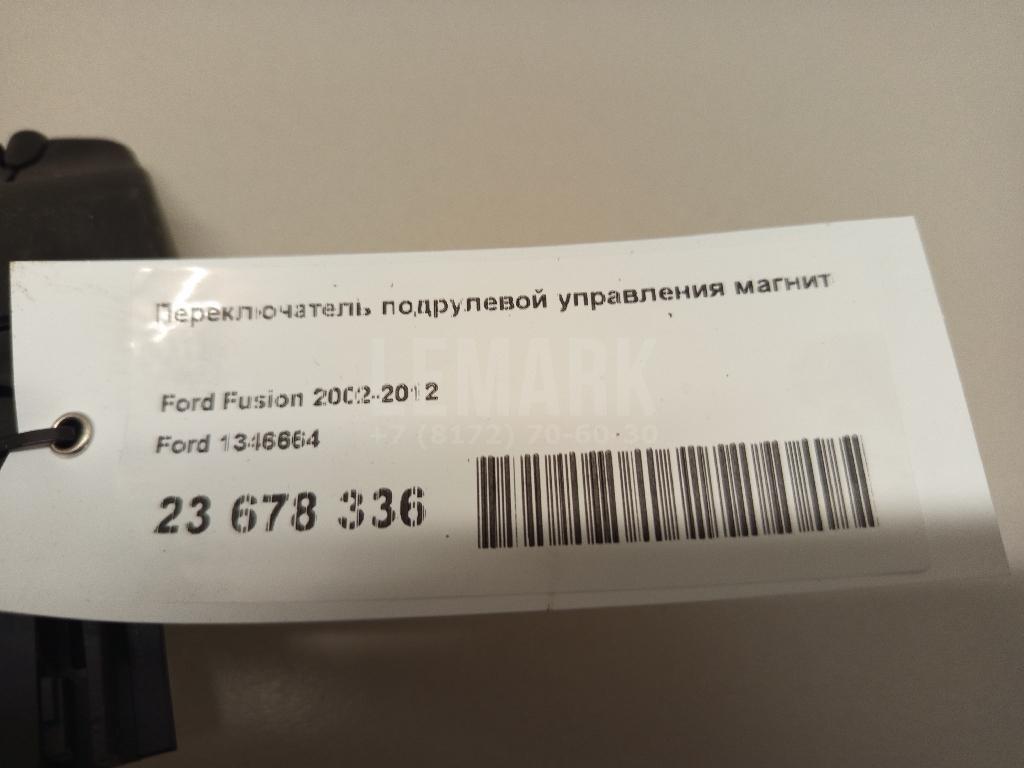 Переключатель подрулевой управления магнит
LEMARK
Ford Fusion 2002-2012
+7 (8172) 70-60-30
Ford 1346664
23 678 336